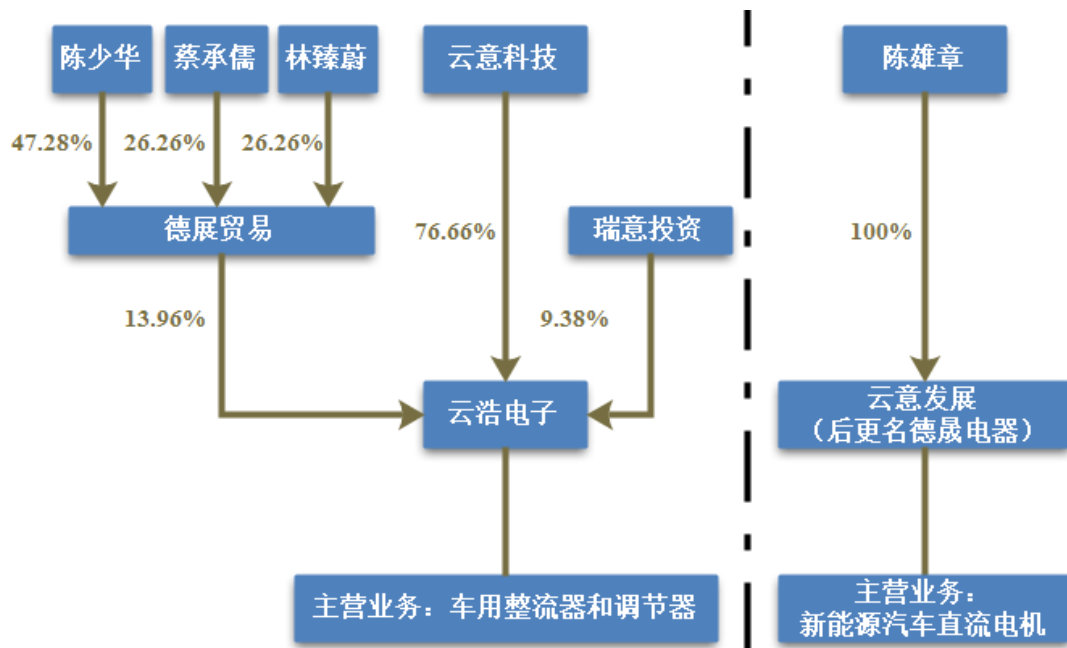 陈少华
蔡承儒
林臻蔚
云意科技
陈雄章
47.28%
26.26%
26.26%
德展贸易
76.66%
瑞意投资
100%
13.96%
9.38%
云浩电子
云意发展
（后更名德晟电器）
主营业务：车用整流器和调节器
主营业务：
新能源汽车直流电机